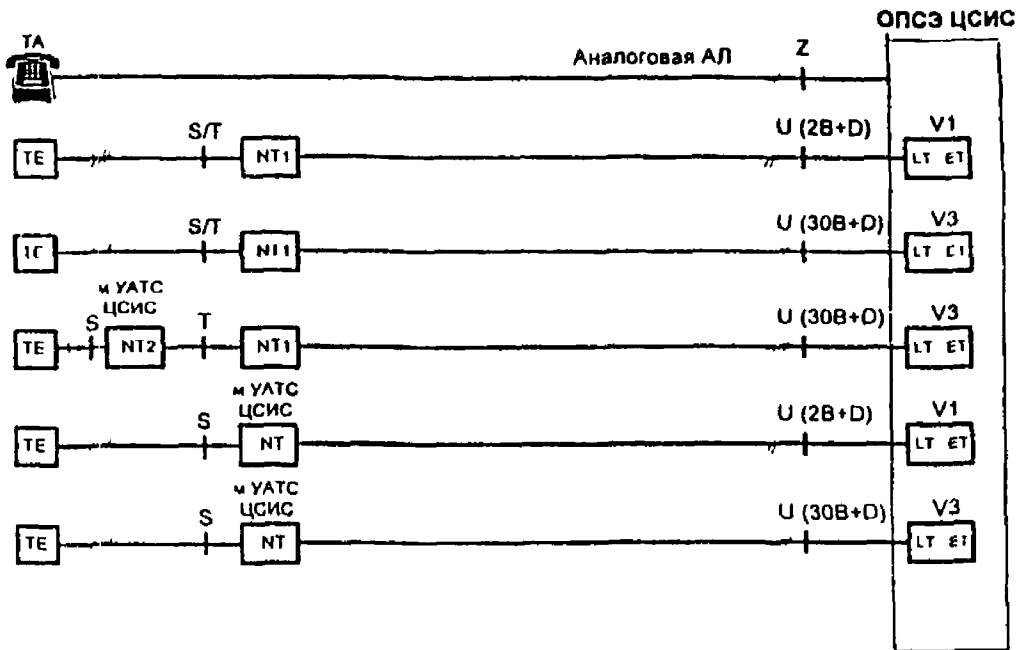 ОПСЭ ЦСИС
ТА
Аналоговая АЛ Z
S/T U (2B+D) V1
TE NT1 LT ET
S/T U (30B+D) V3
NT1 LT
м УАТС
ЦСИС
S T U (30B+D) V3
TE NT2 NT1 LT ET
м УАТС
ЦСИС
S U (2B+D) V1
TE NT LT ET
м УАТС
ЦСИС
S U (30B+D) V3
TE NT LT ET